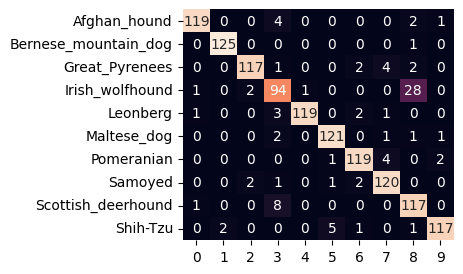 Afghan_hound 119 0 0 4 0 0 0 0 2 1
Bernese_mountain_dog 0 125 0 0 0 0 0 0 1 0
Great_Pyrenees 0 0 117 1 0 0 2 4 2 0
Irish_wolfhound 1 0 2 94 1 0 0 0 28 0
Leonberg 1 0 0 3 119 0 2 1 0 0
Maltese_dog 0 0 0 2 0 121 0 1 1 1
Pomeranian 0 0 0 0 0 1 119 4 0 2
Samoyed 0 0 2 1 0 1 2 120 0 0
Scottish_deerhound 1 0 0 8 0 0 0 0 117 0
Shih-Tzu 0 2 0 0 0 5 1 0 1 117
0 1 2 3 4 5 6 7 8 9